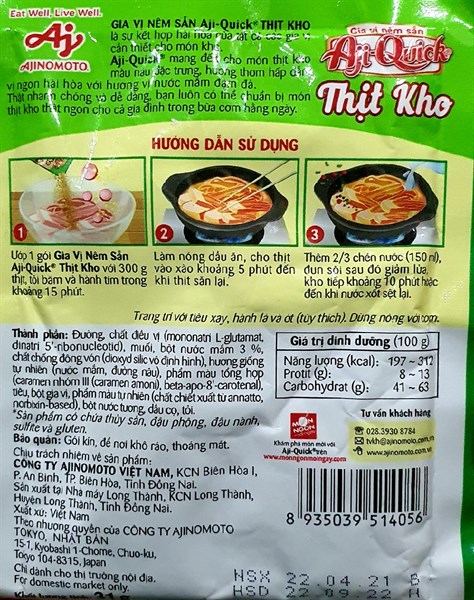 Eat Well, Live Well.
AJINOMOTO
GIA VỊ NÊM SẴN Aji-Quick® THỊT KHO
là sự kết hợp hài hòa của tất cả các gia vị
cần thiết cho món kho.
Aji-Quick® mang đến cho món thịt kho
màu nâu đặc trưng, hương thơm hấp dẫn,
vị ngon hài hòa với hương vị nước mắm đậm đà.
Thật nhanh chóng và dễ dàng, bạn luôn có thể chuẩn bị món
thịt kho thật ngon cho cả gia đình trong bữa cơm hằng ngày.
Gia vị nêm sẵn
Aji-Quick®
Thịt Kho
HƯỚNG DẪN SỬ DỤNG
1
2
3
Ướp 1 gói Gia Vị Nêm Sẵn
Aji-Quick® Thịt Kho với 300 g
thịt, tỏi băm và hành tím trong
khoảng 15 phút.
Làm nóng dầu ăn, cho thịt
vào xào khoảng 5 phút đến
khi thịt săn lại.
Thêm 2/3 chén nước (150 ml),
đun sôi sau đó giảm lửa,
kho tiếp khoảng 10 phút hoặc
đến khi nước xốt sệt lại.
Trang trí với tiêu xay, hành lá và ớt (tùy thích). Dùng nóng với cơm.
Thành phần: Đường, chất điều vị (mononatri L-glutamat,
dinatri 5'-ribonucleotid), muối, bột nước mắm 3 %,
chất chống đông vón (dioxyd silic vô định hình), hương giống
tự nhiên (nước mắm, đường nâu), phẩm màu tổng hợp
(caramen nhóm III (caramen amoni), beta-apo-8'-carotenal),
tiêu, bột gia vị, phẩm màu tự nhiên (chất chiết xuất từ annatto,
norbixin-based), bột nước tương, dầu cọ, tỏi.
*Sản phẩm có chứa thủy sản, đậu phộng, đậu nành,
sulfite và gluten.
Bảo quản: Gói kín, để nơi khô ráo, thoáng mát.
Chịu trách nhiệm về sản phẩm:
CÔNG TY AJINOMOTO VIỆT NAM, KCN Biên Hòa I,
P. An Bình, TP. Biên Hòa, Tỉnh Đồng Nai.
Sản xuất tại: Nhà máy Long Thành, KCN Long Thành,
Huyện Long Thành, Tỉnh Đồng Nai.
Xuất xứ: Việt Nam
Theo nhượng quyền của CÔNG TY AJINOMOTO
TOKYO, NHẬT BẢN
15-1, Kyobashi 1-Chome, Chuo-ku,
Tokyo 104-8315, Japan
Chỉ dành cho thị trường nội địa.
For domestic market only.
Giá trị dinh dưỡng (100 g)
Năng lượng (kcal): 197 ~ 312
Protit (g): 8 ~ 13
Carbohydrat (g): 41 ~ 63
MÓN NGON
Khám phá món mới với
Aji-Quick® trên
www.monngonmoingay.com
Tư vấn khách hàng
028.3930 8784
tvkh@ajinomoto.com.vn
www.ajinomoto.com.vn
8 935039 514056
NSX 22.04.21 B
HSD 22.09.22 H